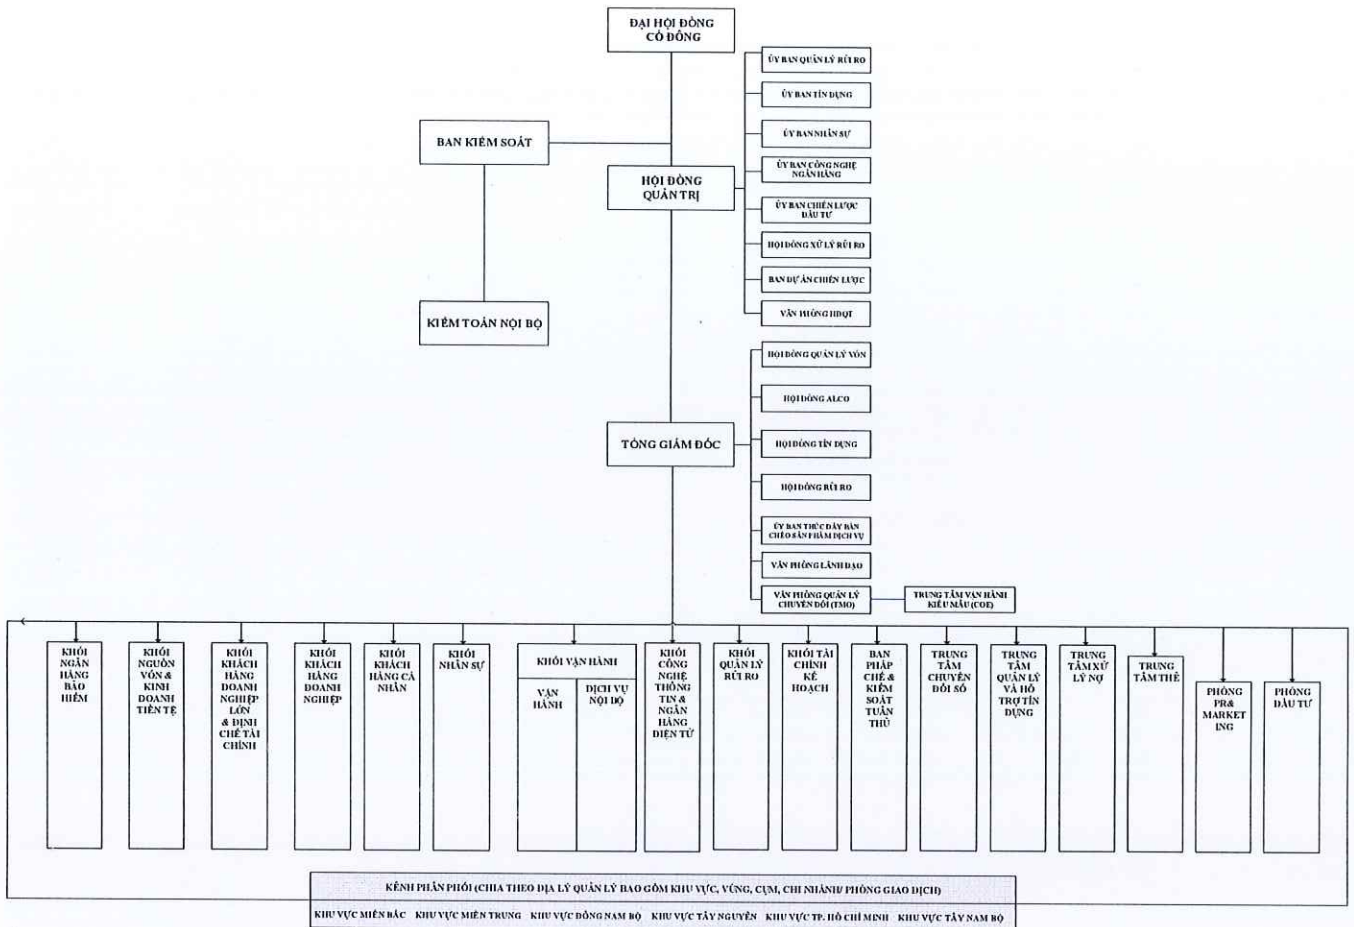 ĐẠI HỘI ĐỒNG
CỔ ĐÔNG
ỦY BAN QUẢN LÝ RỦI RO
ỦY BAN TÍN DỤNG
ỦY BAN NHÂN SỰ
ỦY BAN CÔNG NGHỆ
NGÂN HÀNG
ỦY BAN CHIẾN LƯỢC
ĐẦU TƯ
HỘI ĐỒNG XỬ LÝ RỦI RO
BAN DỰ ÁN CHIẾN LƯỢC
VĂN PHÒNG HĐQT
BAN KIỂM SOÁT
HỘI ĐỒNG
QUẢN TRỊ
KIỂM TOÁN NỘI BỘ
HỘI ĐỒNG QUẢN LÝ VỐN
HỘI ĐỒNG ALCO
HỘI ĐỒNG TÍN DỤNG
HỘI ĐỒNG RỦI RO
ỦY BAN THÚC ĐẨY BÁN
CHÉO SẢN PHẨM DỊCH VỤ
VĂN PHÒNG LÃNH ĐẠO
VĂN PHÒNG QUẢN LÝ
CHUYỂN ĐỔI (TMO)
TRUNG TÂM VẬN HÀNH
KIỂU MẪU (COE)
TỔNG GIÁM ĐỐC
KHỐI
NGÂN
HÀNG
BẢO
HIỂM
KHỐI
NGUỒN
VỐN &
KINH
DOANH
TIỀN TỆ
KHỐI
KHÁCH
HÀNG
DOANH
NGHIỆP
LỚN
& ĐỊNH
CHẾ TÀI
CHÍNH
KHỐI
KHÁCH
HÀNG
DOANH
NGHIỆP
KHỐI
KHÁCH
HÀNG CÁ
NHÂN
KHỐI
NHÂN SỰ
KHỐI VẬN HÀNH
VẬN
HÀNH
DỊCH VỤ
NỘI BỘ
KHỐI
CÔNG
NGHỆ
THÔNG
TIN &
NGÂN
HÀNG
ĐIỆN TỬ
KHỐI
QUẢN LÝ
RỦI RO
KHỐI TÀI
CHÍNH
KẾ
HOẠCH
BAN
PHÁP
CHẾ &
KIỂM
SOÁT
TUÂN
THỦ
TRUNG
TÂM
CHUYỂN
ĐỔI SỐ
TRUNG
TÂM
QUẢN LÝ
VÀ HỖ
TRỢ TÍN
DỤNG
TRUNG
TÂM XỬ
LÝ NỢ
TRUNG
TÂM THẺ
PHÒNG
PR&
MARKET
ING
PHÒNG
ĐẦU TƯ
KÊNH PHÂN PHỐI (CHIA THEO ĐỊA LÝ QUẢN LÝ BAO GỒM KHU VỰC, VÙNG, CỤM, CHI NHÁNH/ PHÒNG GIAO DỊCH)
KHU VỰC MIỀN BẮC KHU VỰC MIỀN TRUNG KHU VỰC ĐÔNG NAM BỘ KHU VỰC TÂY NGUYÊN KHU VỰC TP. HỒ CHÍ MINH KHU VỰC TÂY NAM BỘ